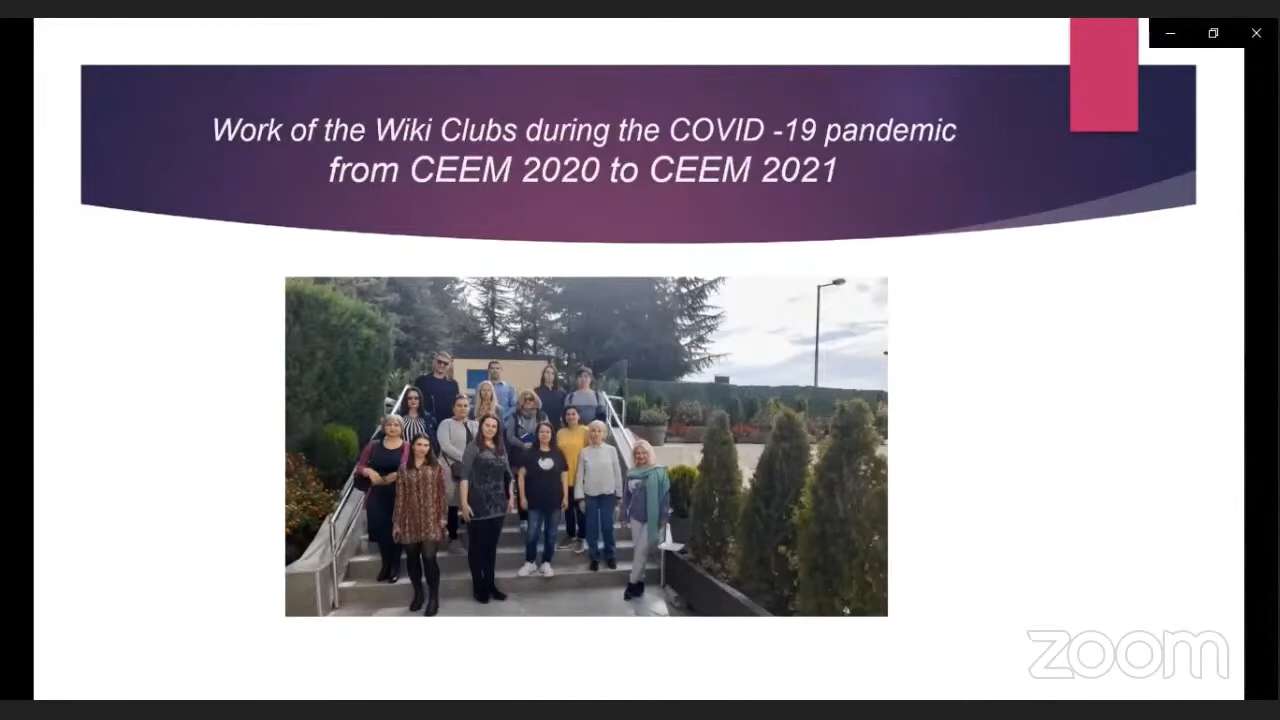 Work of the Wiki Clubs during the COVID -19 pandemic
from CEEM 2020 to CEEM 2021
zoom